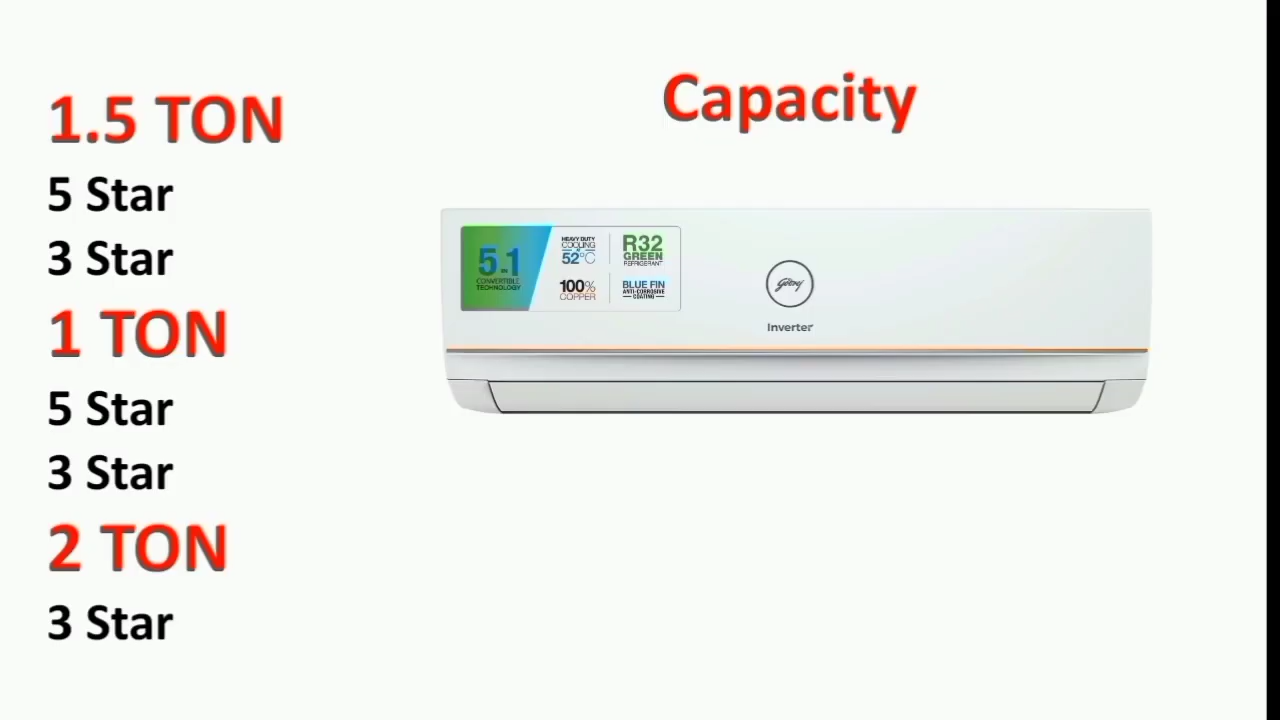 Capacity
1.5 TON
5 Star
3 Star
1 TON
5 Star
3 Star
2 TON
3 Star
5.1
CONVERTIBLE
TECHNOLOGY
HEAVY DUTY
COOLING
52°C
100%
COPPER
R32
GREEN
REFRIGERANT
BLUE FIN
ANTI-CORROSIVE
COATING
Godrej
Inverter